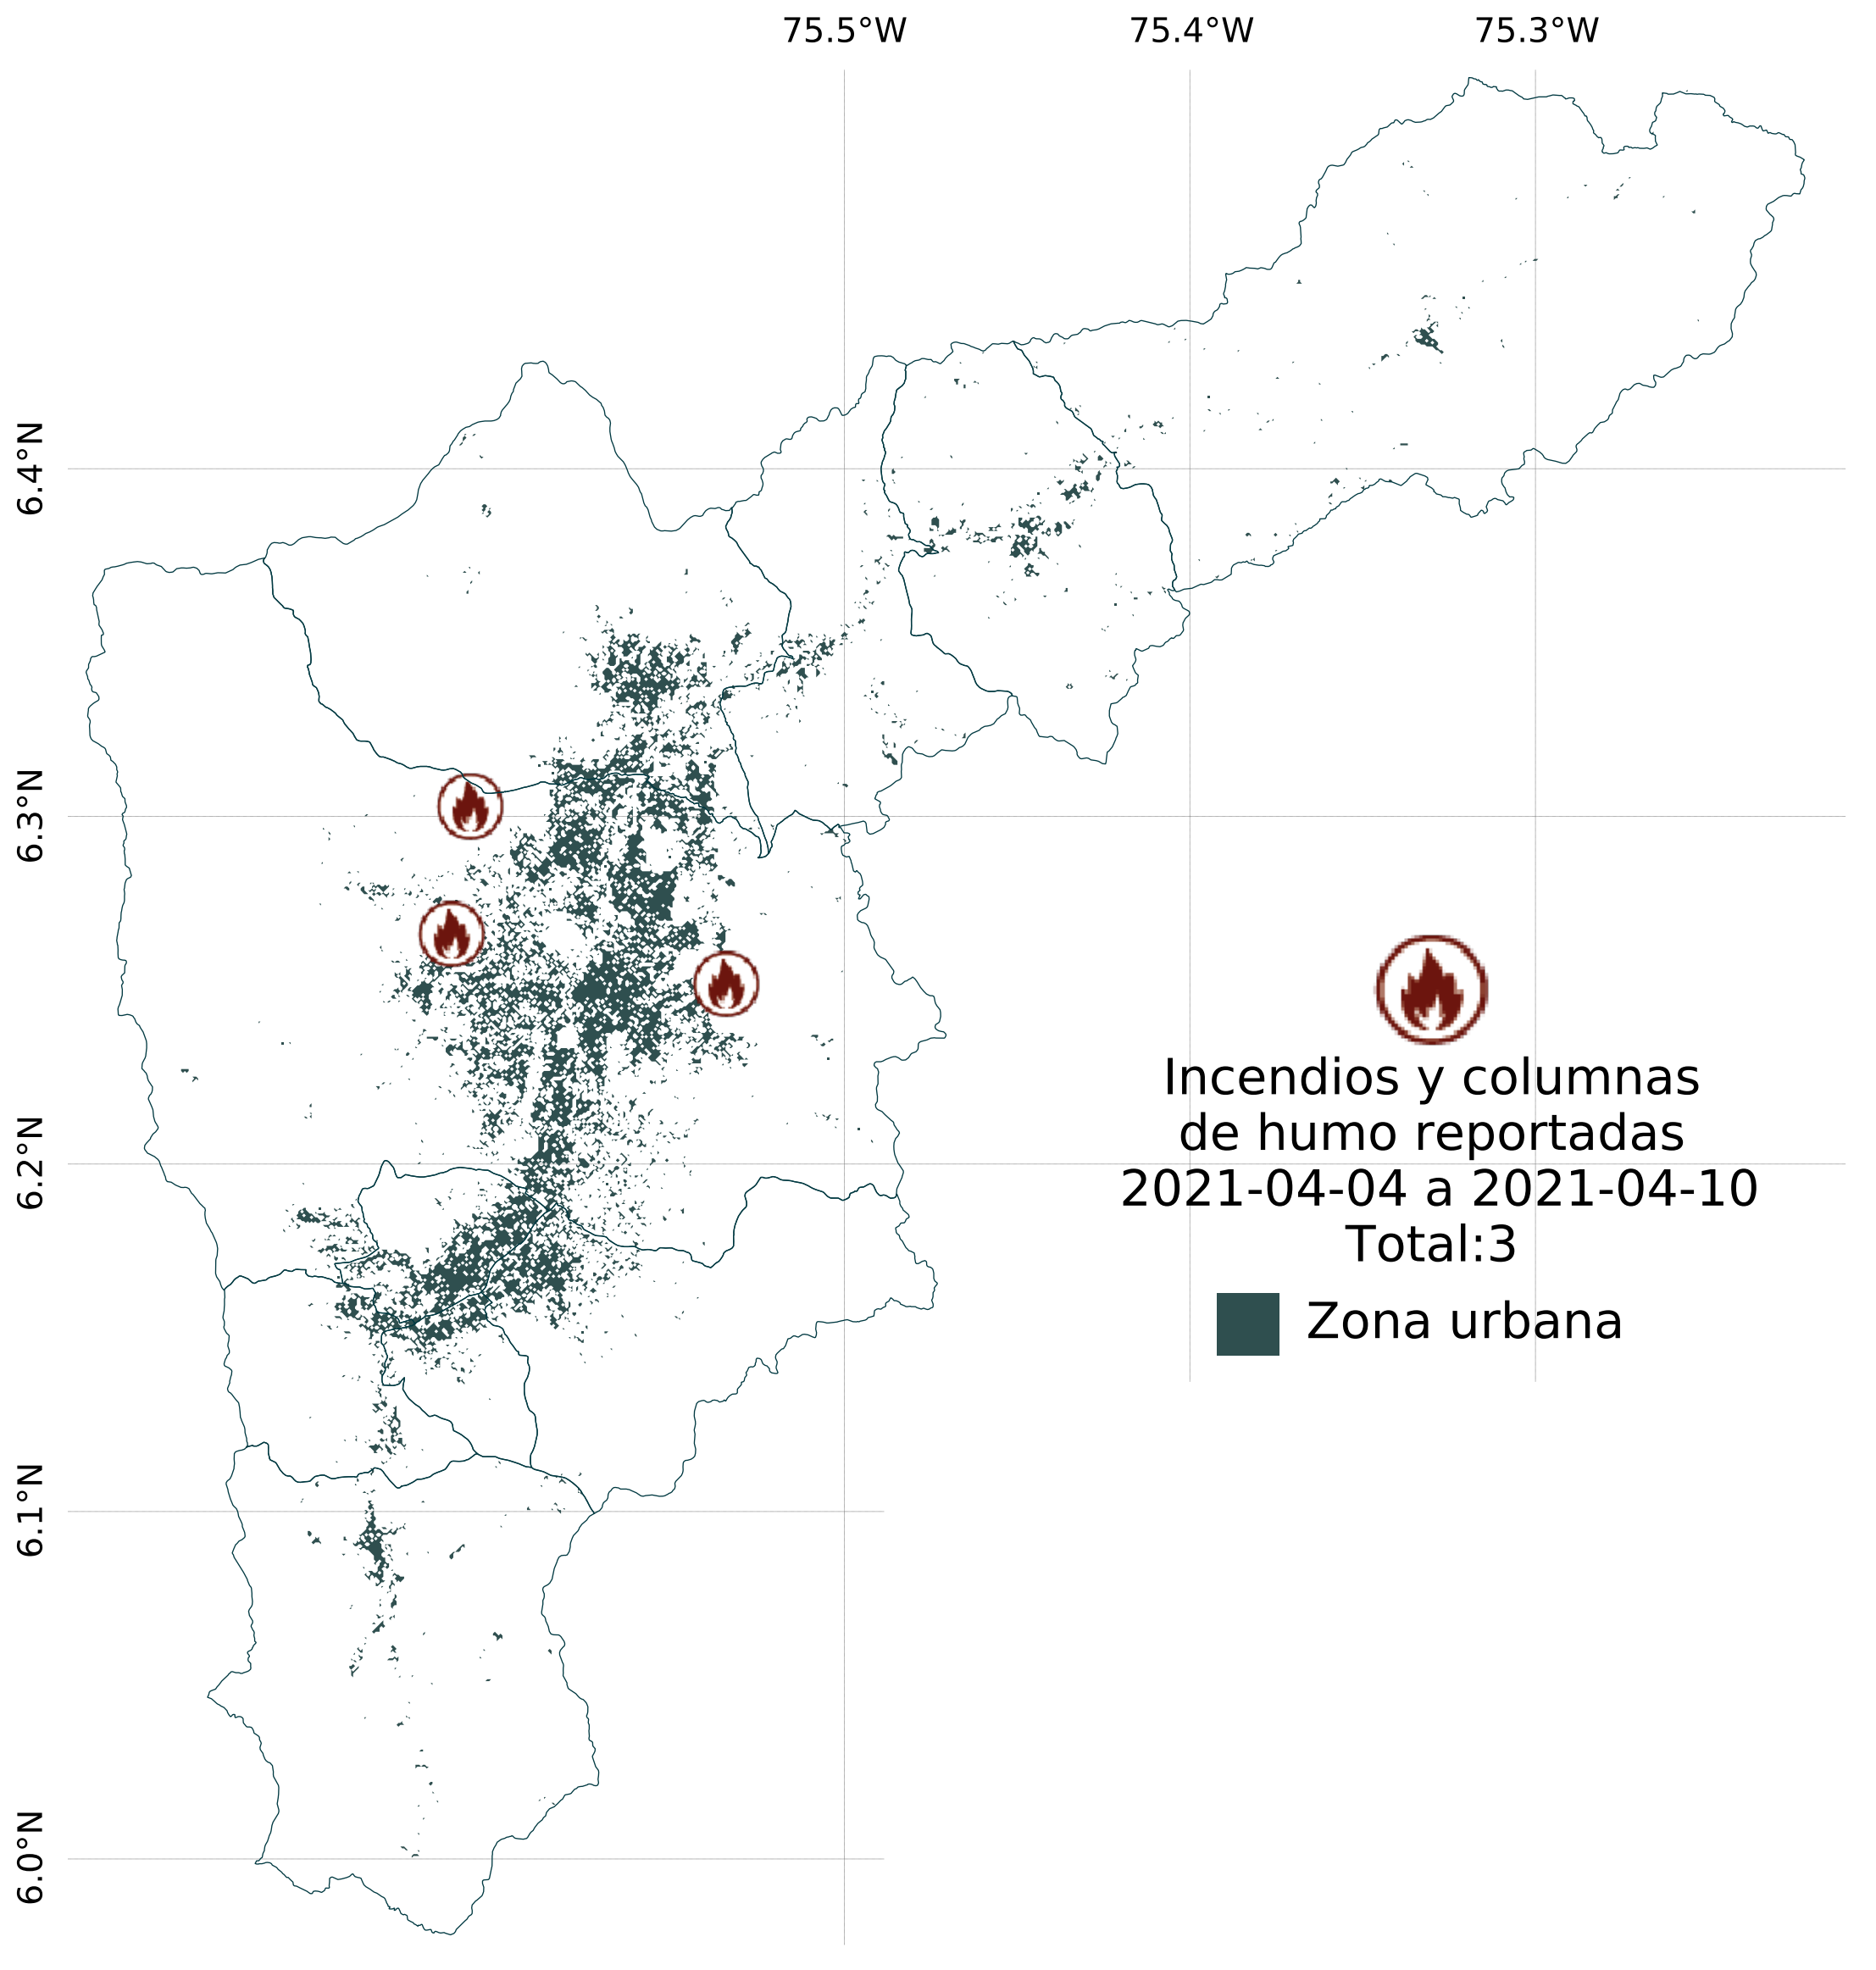 75.5°W 75.4°W 75.3°W
6.4°N
6.3°N
6.2°N
6.1°N
6.0°N
Incendios y columnas
de humo reportadas
2021-04-04 a 2021-04-10
Total:3
Zona urbana